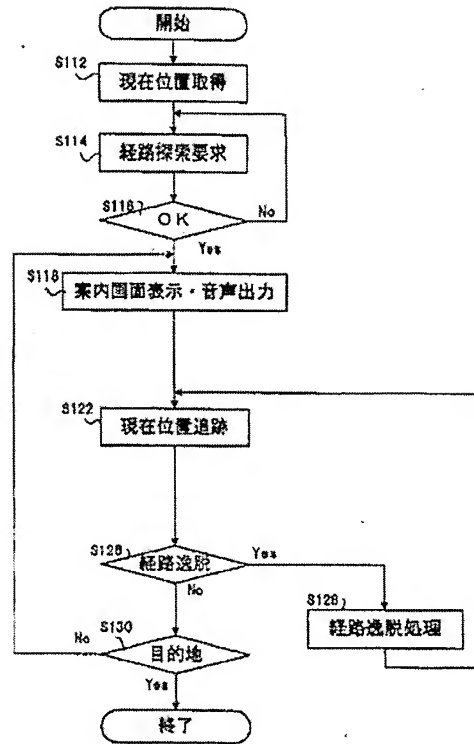 開始
S112
現在位置取得
S114
経路探索要求
S116
OK
No
Yes
S118
案内画面表示・音声出力
S122
現在位置追跡
S126
経路逸脱
Yes
No
S128
経路逸脱処理
S130
目的地
No
Yes
終了